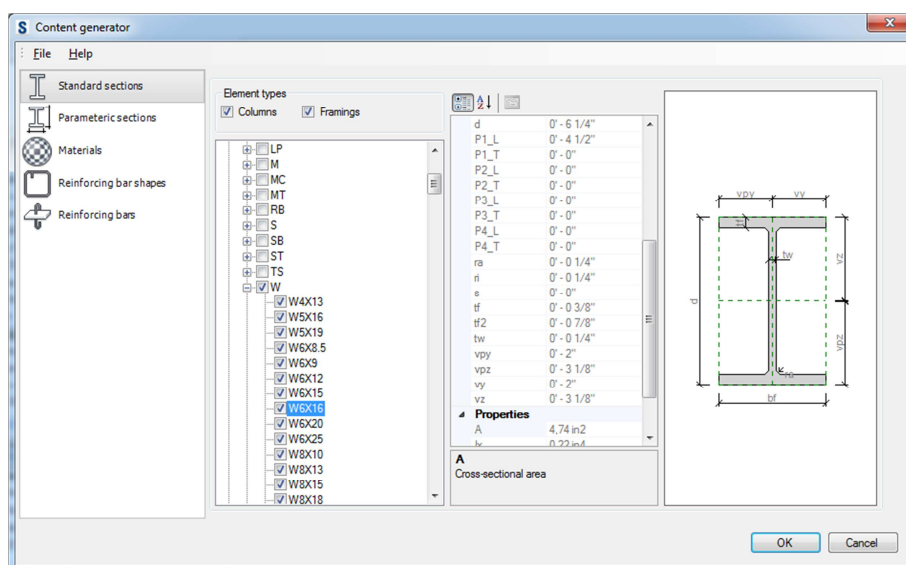 S Content generator
File Help
Standard sections
Parameteric sections
Materials
Reinforcing bar shapes
Reinforcing bars
Element types
Columns Framings
LP
M
MC
MT
RB
S
SB
ST
TS
W
W4X13
W5X16
W5X19
W6X8.5
W6X9
W6X12
W6X15
W6X16
W6X20
W6X25
W8X10
W8X13
W8X15
W8X18
d 0' - 6 1/4"
P1_L 0' - 4 1/2"
P1_T 0' - 0"
P2_L 0' - 0"
P2_T 0' - 0"
P3_L 0' - 0"
P3_T 0' - 0"
P4_L 0' - 0"
P4_T 0' - 0"
ra 0' - 0 1/4"
ri 0' - 0 1/4"
s 0' - 0"
tf 0' - 0 3/8"
tf2 0' - 0 7/8"
tw 0' - 0 1/4"
vpy 0' - 2"
vpz 0' - 3 1/8"
vy 0' - 2"
vz 0' - 3 1/8"
Properties
A 4,74 in2
Ix 0,22 in4
A
Cross-sectional area
vpy vy
tf
tw
vz
d
vpz
ra
bf
OK Cancel